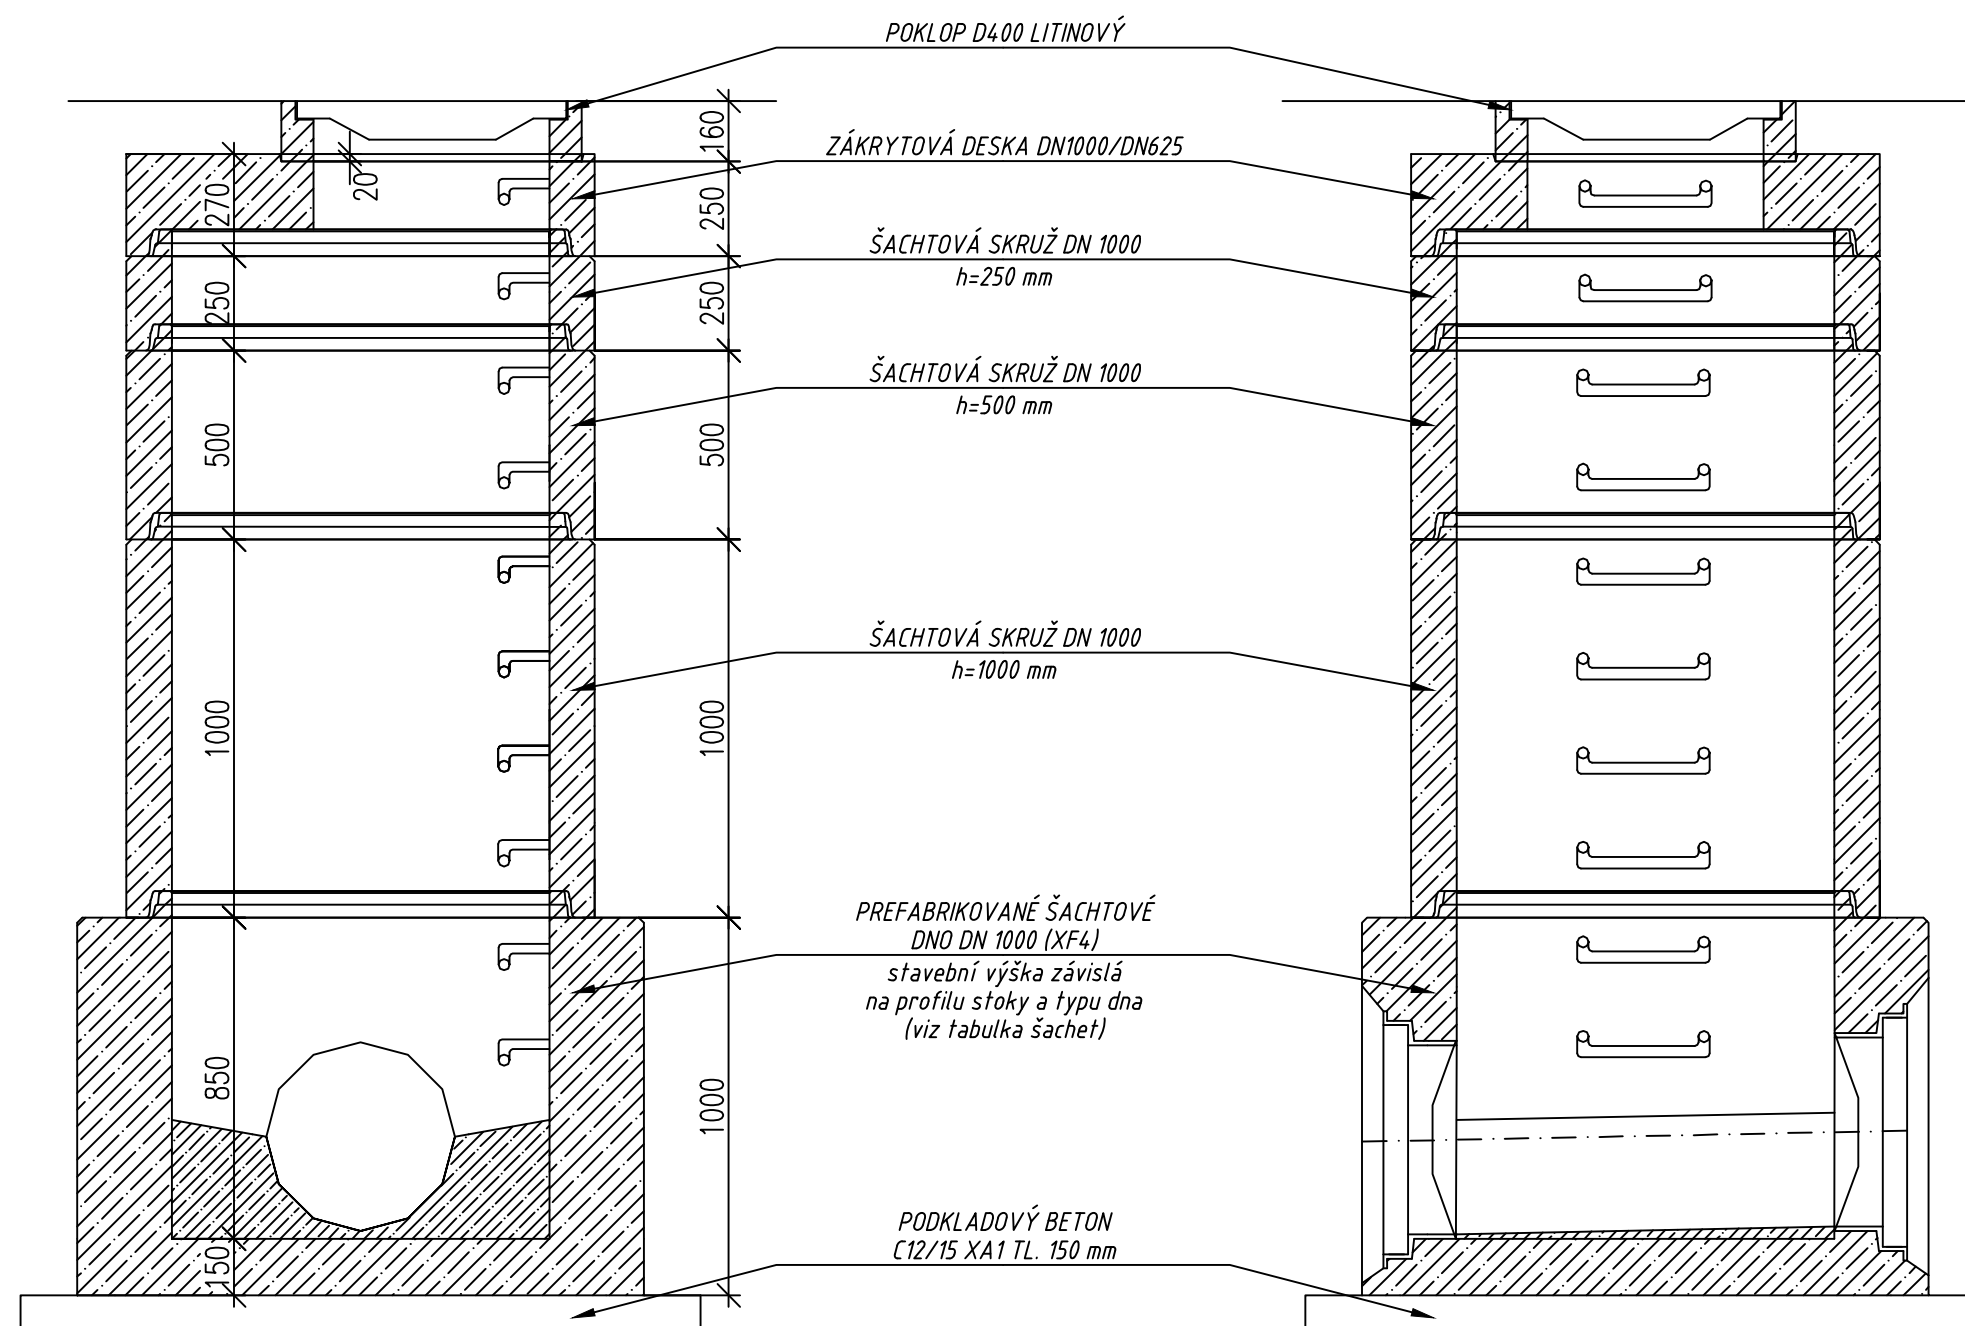 POKLOP D400 LITINOVÝ
ZÁKRYTOVÁ DESKA DN1000/DN625
ŠACHTOVÁ SKRUŽ DN 1000
h=250 mm
ŠACHTOVÁ SKRUŽ DN 1000
h=500 mm
ŠACHTOVÁ SKRUŽ DN 1000
h=1000 mm
PREFABRIKOVANÉ ŠACHTOVÉ
DNO DN 1000 (XF4)
stavební výška závislá
na profilu stoky a typu dna
(viz tabulka šachet)
PODKLADOVÝ BETON
C12/15 XA1 TL. 150 mm
270
250
500
1000
850
150
20
160
250
250
500
1000
1000